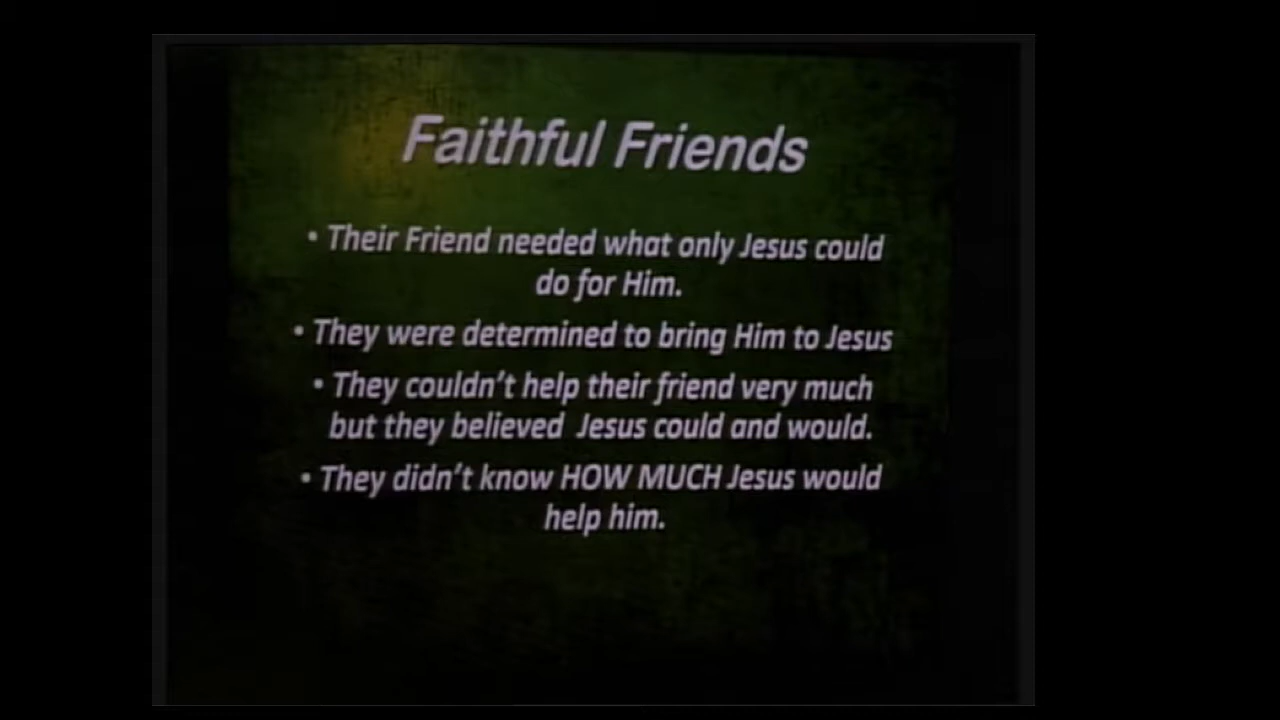 Faithful Friends
• Their Friend needed what only Jesus could
do for Him.
• They were determined to bring Him to Jesus
• They couldn't help their friend very much
but they believed Jesus could and would.
• They didn't know HOW MUCH Jesus would
help him.